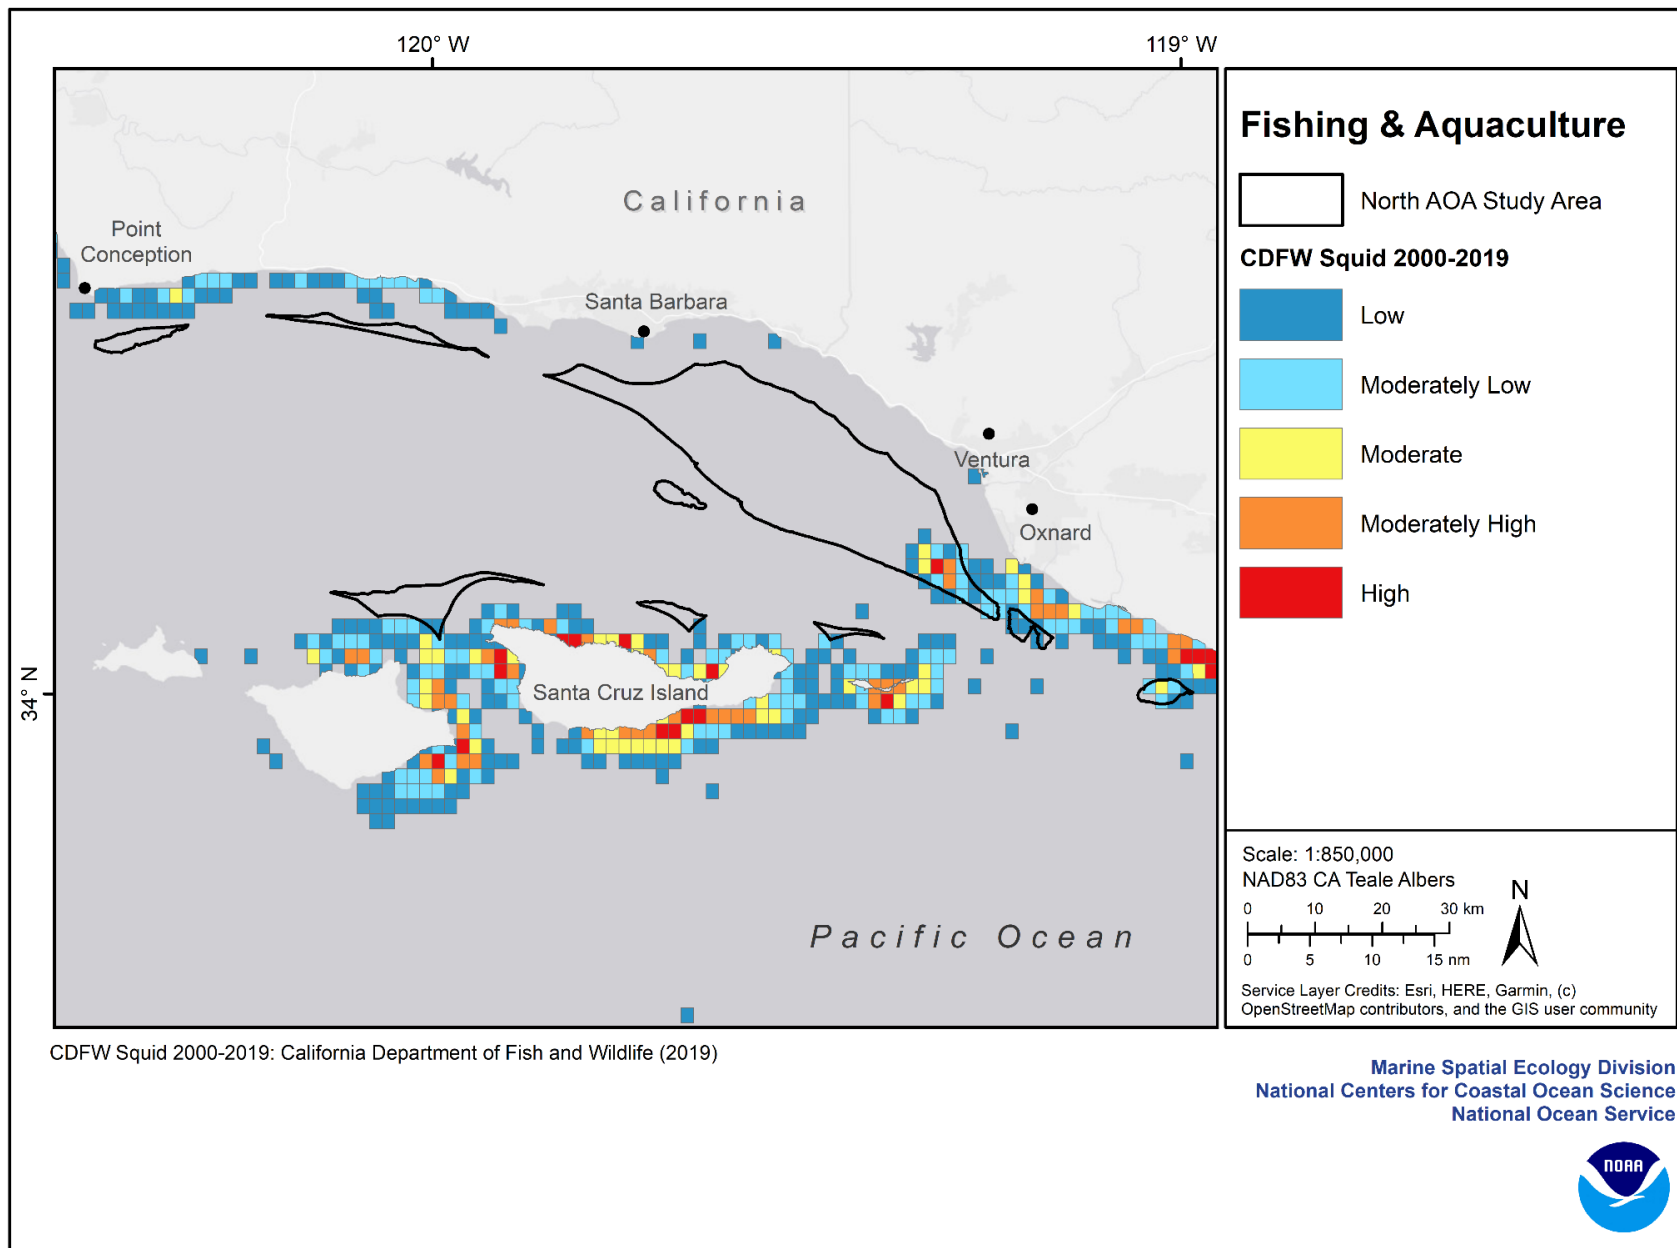 120° W
119° W
Fishing & Aquaculture
North AOA Study Area
CDFW Squid 2000-2019
Low
Moderately Low
Moderate
Moderately High
High
California
Point
Conception
Santa Barbara
Ventura
Oxnard
34° N
Santa Cruz Island
Pacific Ocean
Scale: 1:850,000
NAD83 CA Teale Albers
0 10 20 30 km
0 5 10 15 nm
N
Service Layer Credits: Esri, HERE, Garmin, (c)
OpenStreetMap contributors, and the GIS user community
CDFW Squid 2000-2019: California Department of Fish and Wildlife (2019)
Marine Spatial Ecology Division
National Centers for Coastal Ocean Science
National Ocean Service
NOAA